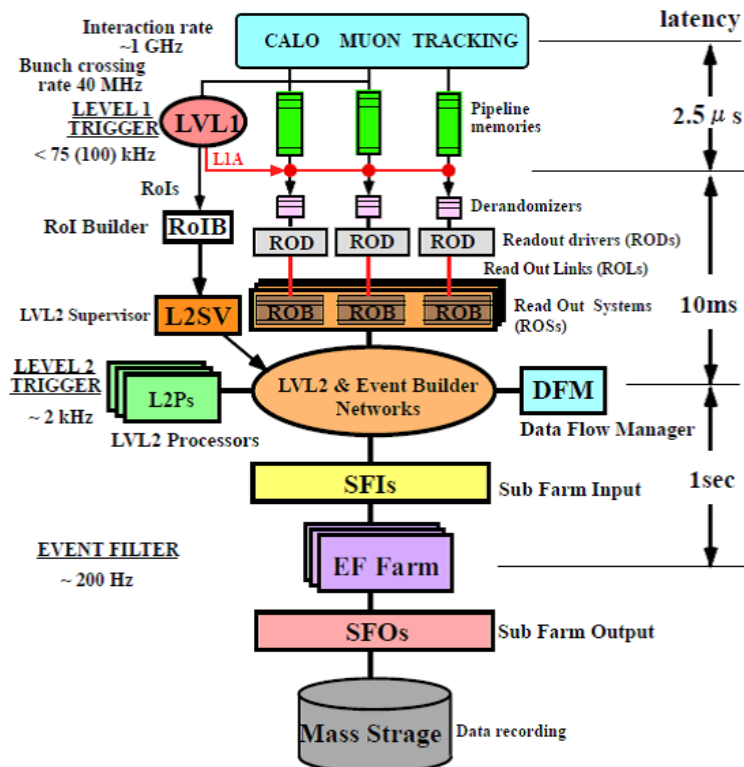 latency
Interaction rate
~1 GHz
CALO MUON TRACKING
Bunch crossing
rate 40 MHz
LEVEL 1
TRIGGER
LVL1
Pipeline
memories
2.5 μ s
< 75 (100) kHz
L1A
RoIs
Derandomizers
RoI Builder
RoIB
ROD ROD ROD
Readout drivers (RODs)
Read Out Links (ROLs)
LVL2 Supervisor
L2SV
ROB ROB ROB
Read Out Systems
(ROSs)
10ms
LEVEL 2
TRIGGER
~ 2 kHz
L2Ps
LVL2 Processors
LVL2 & Event Builder
Networks
DFM
Data Flow Manager
SFIs
Sub Farm Input
1sec
EVENT FILTER
~ 200 Hz
EF Farm
SFOs
Sub Farm Output
Mass Strage
Data recording